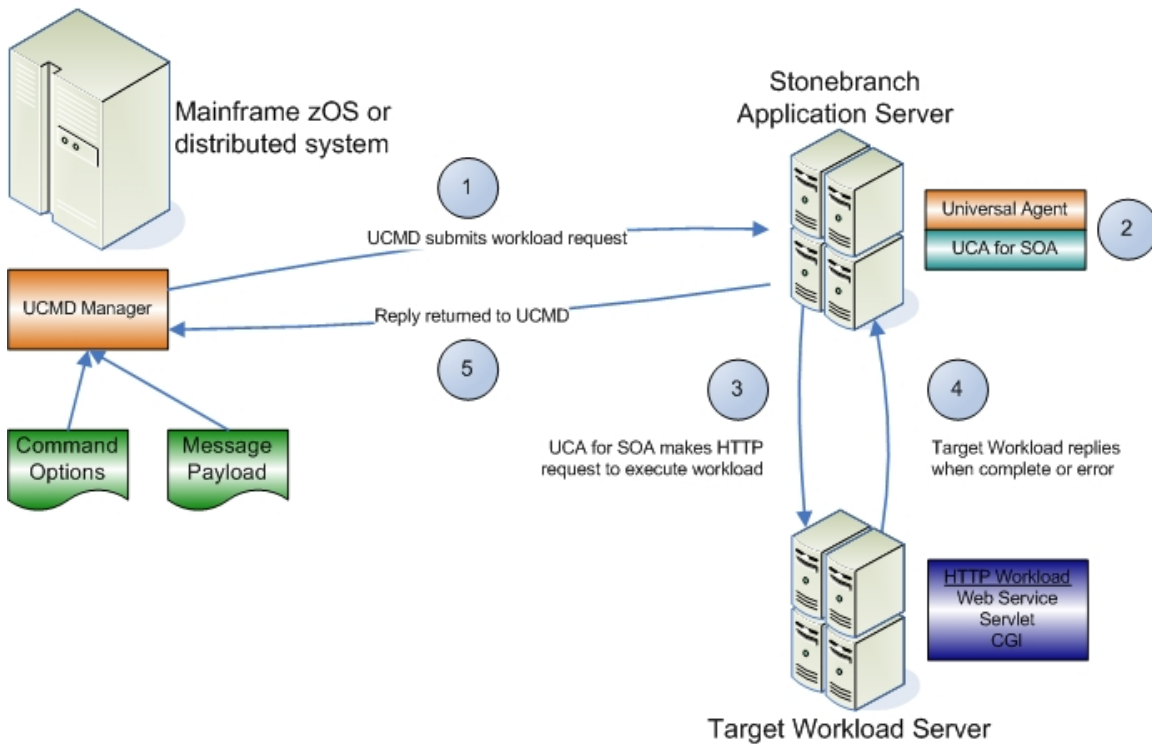 Mainframe zOS or
distributed system
Stonebranch
Application Server
1
UCMD submits workload request
Universal Agent
UCA for SOA
2
UCMD Manager
Reply returned to UCMD
5
3
4
Command
Options
Message
Payload
UCA for SOA makes HTTP
request to execute workload
Target Workload replies
when complete or error
HTTP Workload
Web Service
Servlet
CGI
Target Workload Server